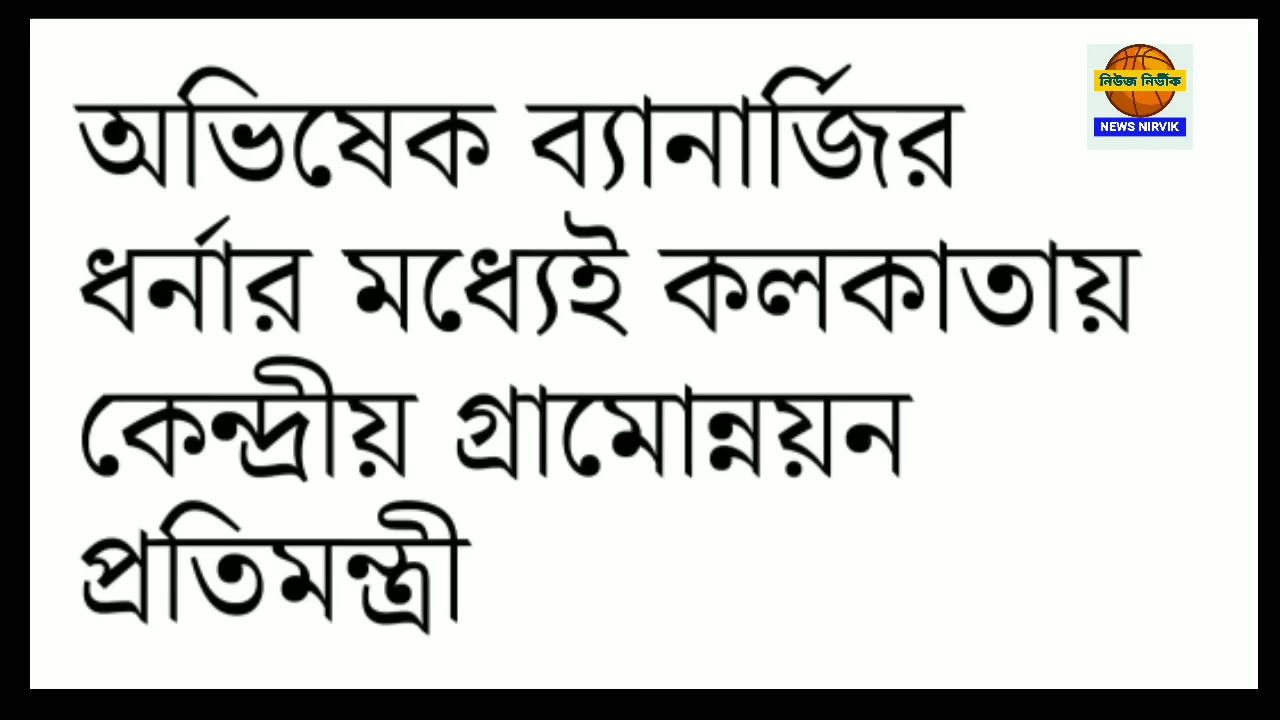 অভিষেক ব্যানার্জির
ধর্নার মধ্যেই কলকাতায়
কেন্দ্রীয় গ্রামোন্নয়ন
প্রতিমন্ত্রী
নিউজ নির্ভীক
NEWS NIRVIK